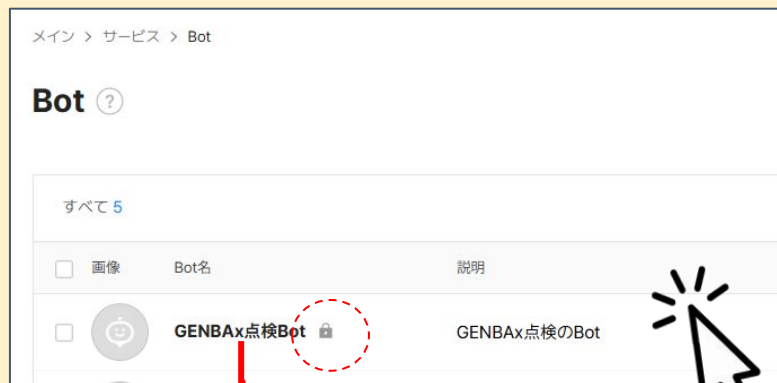 メイン > サービス > Bot
Bot ?
すべて 5
画像 Bot名 説明
GENBAx点検Bot GENBAx点検のBot